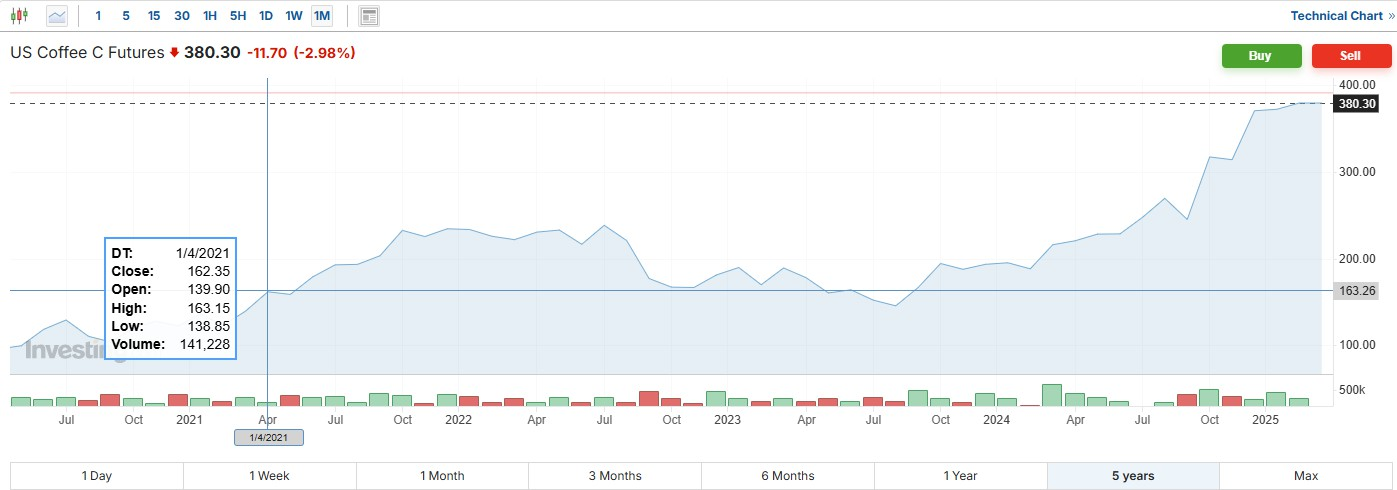 1 5 15 30 1H 5H 1D 1W 1M
Technical Chart »
US Coffee C Futures 380.30 -11.70 (-2.98%)
Buy Sell
400.00
380.30
300.00
200.00
163.26
100.00
500k
DT: 1/4/2021
Close: 162.35
Open: 139.90
High: 163.15
Low: 138.85
Volume: 141,228
Jul 2021 Apr Jul Oct 2022 Apr Jul Oct 2023 Apr Jul Oct 2024 Apr Jul Oct 2025
1/4/2021
1 Day 1 Week 1 Month 3 Months 6 Months 1 Year 5 years Max